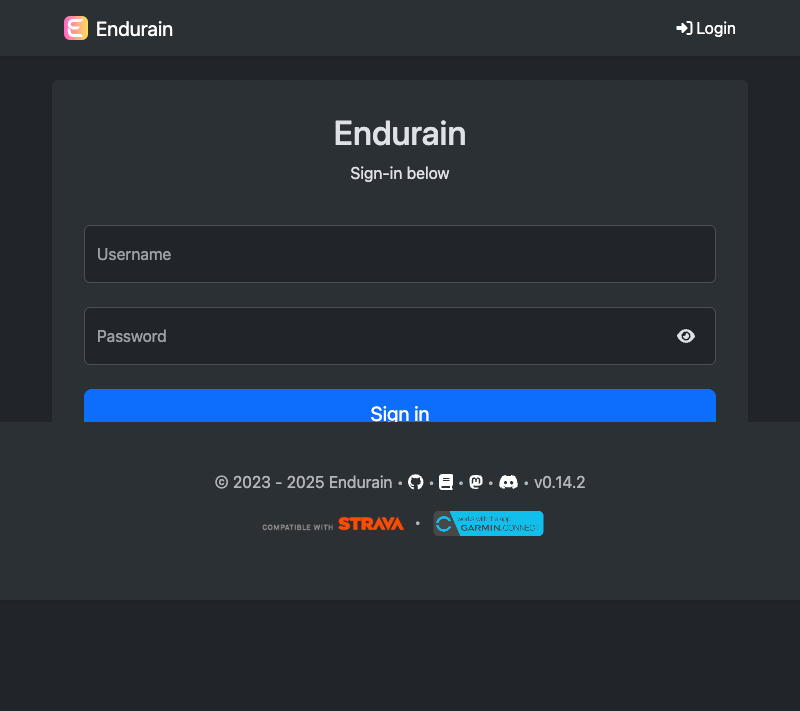 Endurain
Login
Endurain
Sign-in below
Username
Password
Sign in
© 2023 - 2025 Endurain • • • • • v0.14.2
COMPATIBLE WITH STRAVA •
works with the app
GARMIN.CONNECT